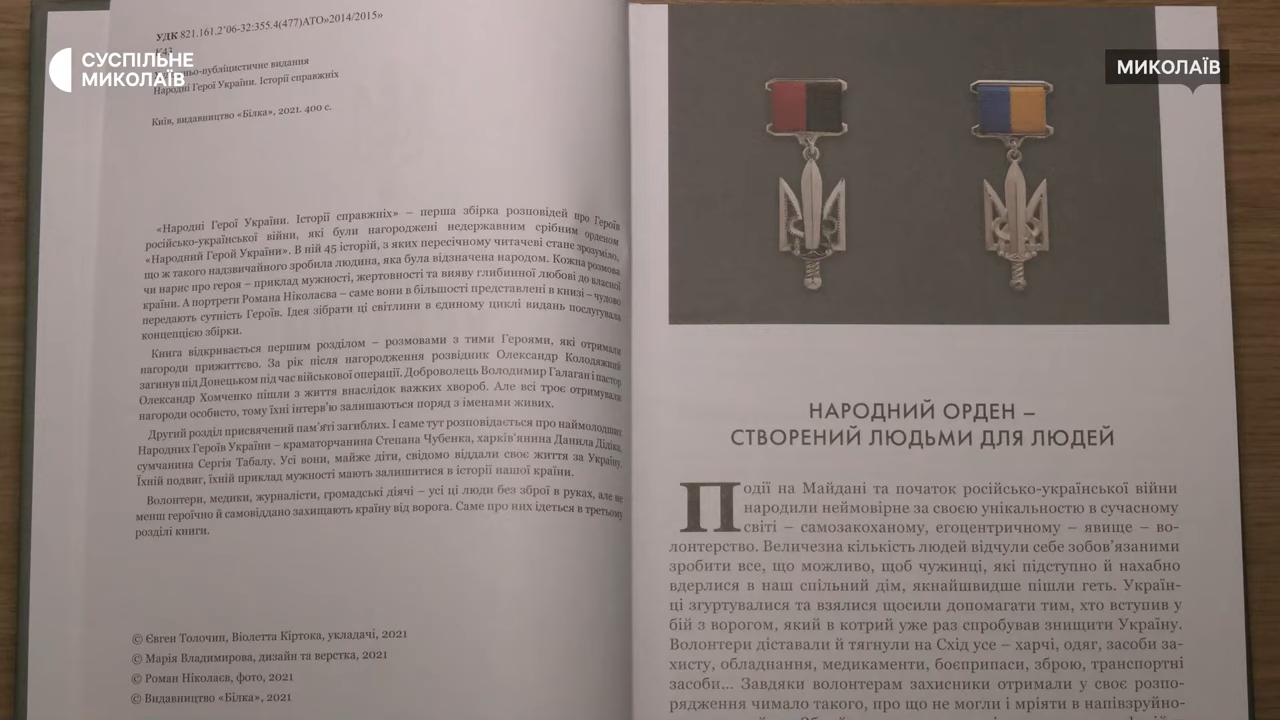 СУСПІЛЬНЕ
МИКОЛАЇВ
МИКОЛАЇВ
УДК 821.161.2'06-32:355.4(477)АТО»2014/2015»
видання
Народні Герої України. Історії справжніх
Київ, видавництво «Білка», 2021. 400 с.
«Народні Герої України. Історії справжніх» – перша збірка розповідей про Героїв
російсько-української війни, які були нагороджені недержавним срібним орденом
«Народний Герой України». В ній 45 історій, з яких пересічному читачеві стане зрозуміло,
що ж такого надзвичайного зробила людина, яка була відзначена народом. Кожна розмова
чи нарис про героя – приклад мужності, жертовності та вияву глибинної любові до власної
країни. А портрети Романа Ніколаєва – саме вони в більшості представлені в книзі – чудово
передають сутність Героїв. Ідея зібрати ці світлини в єдиному циклі видань послугувала
концепцією збірки.
Книга відкривається першим розділом – розмовами з тими Героями, які отримали
нагороди прижиттєво. За рік після нагородження розвідник Олександр Колодяжний
загинув під Донецьком під час військової операції. Доброволець Володимир Галаган і пастор
Олександр Хомченко пішли з життя внаслідок важких хвороб. Але всі троє отримували
нагороди особисто, тому їхні інтерв'ю залишаються поряд з іменами живих.
Другий розділ присвячений пам'яті загиблих. І саме тут розповідається про наймолодших
Народних Героїв України – краматорчанина Степана Чубенка, харків'янина Данила Дідіка,
сумчанина Сергія Табалу. Усі вони, майже діти, свідомо віддали своє життя за Україну.
Їхній подвиг, їхній приклад мужності мають залишитися в історії нашої країни.
Волонтери, медики, журналісти, громадські діячі – усі ці люди без зброї в руках, але не
менш героїчно й самовіддано захищають країну від ворога. Саме про них ідеться в третьому
розділі книги.
© Євген Толочин, Віолетта Кіртока, укладачі, 2021
© Марія Владимирова, дизайн та верстка, 2021
© Роман Ніколаєв, фото, 2021
© Видавництво «Білка», 2021
НАРОДНИЙ ОРДЕН –
СТВОРЕНИЙ ЛЮДЬМИ ДЛЯ ЛЮДЕЙ
Події на Майдані та початок російсько-української війни
народили неймовірне за своєю унікальністю в сучасному
світі – самозакоханому, егоцентричному – явище – во-
лонтерство. Величезна кількість людей відчули себе зобов'язаними
зробити все, що можливо, щоб чужинці, які підступно й нахабно
вдерлися в наш спільний дім, якнайшвидше пішли геть. Україн-
ці згуртувалися та взялися щосили допомагати тим, хто вступив у
бій з ворогом, який в котрий уже раз спробував знищити Україну.
Волонтери діставали й тягнули на Схід усе – харчі, одяг, засоби за-
хисту, обладнання, медикаменти, боєприпаси, зброю, транспортні
засоби... Завдяки волонтерам захисники отримали у своє розпо-
рядження чимало такого, про що не могли і мріяти в напівзруйно-